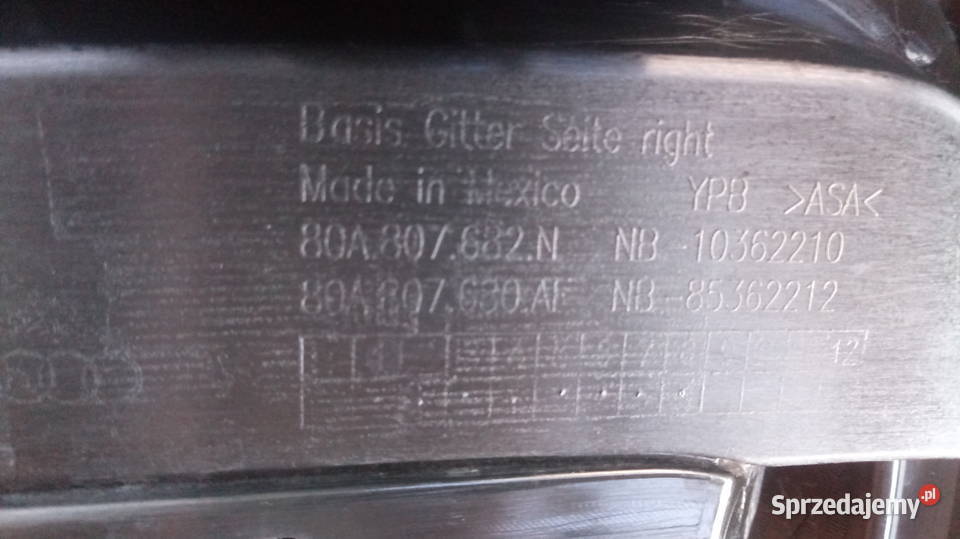 Basis Gitter Seite right
Made in Mexico YPB >ASA<
80A.807.682.N NB-10362210
80A.807.680.AF NB-85362212
12
Sprzedajemy.pl